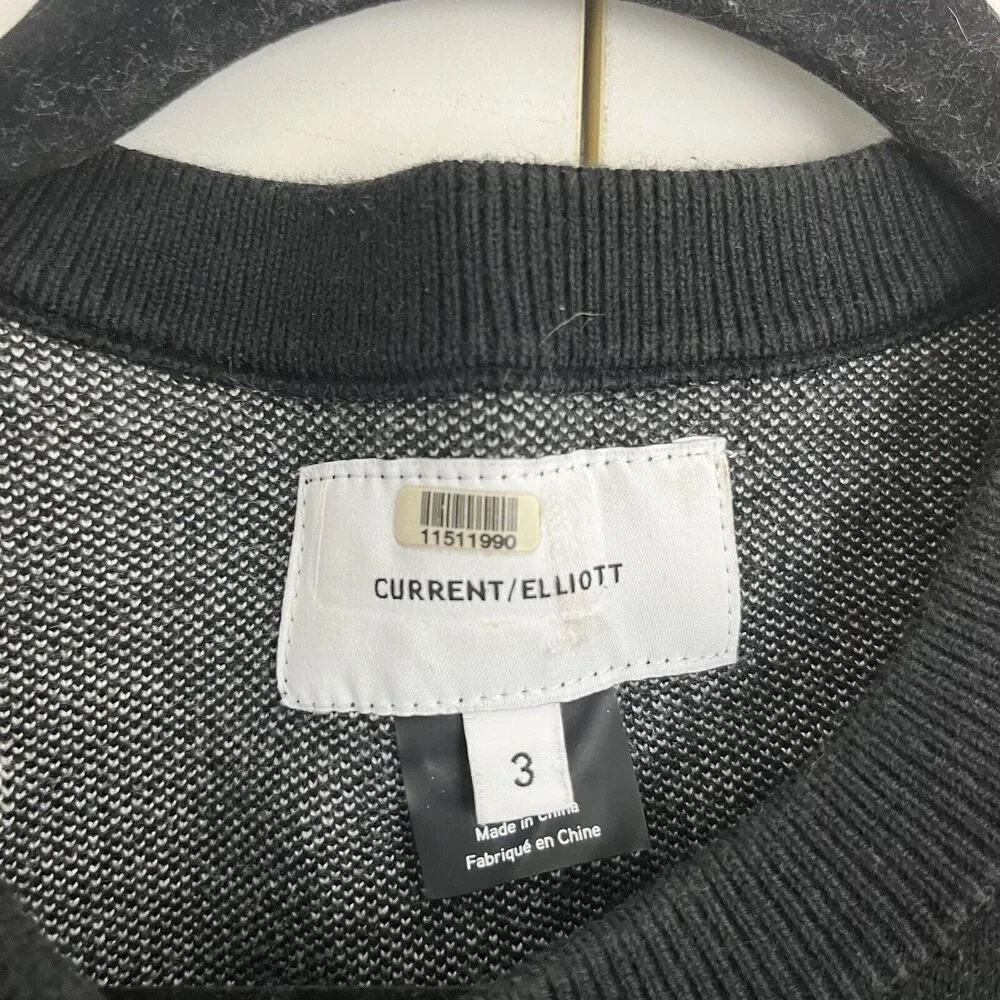 11511990
CURRENT/ELLIOTT
3
Made in China
Fabriqué en Chine